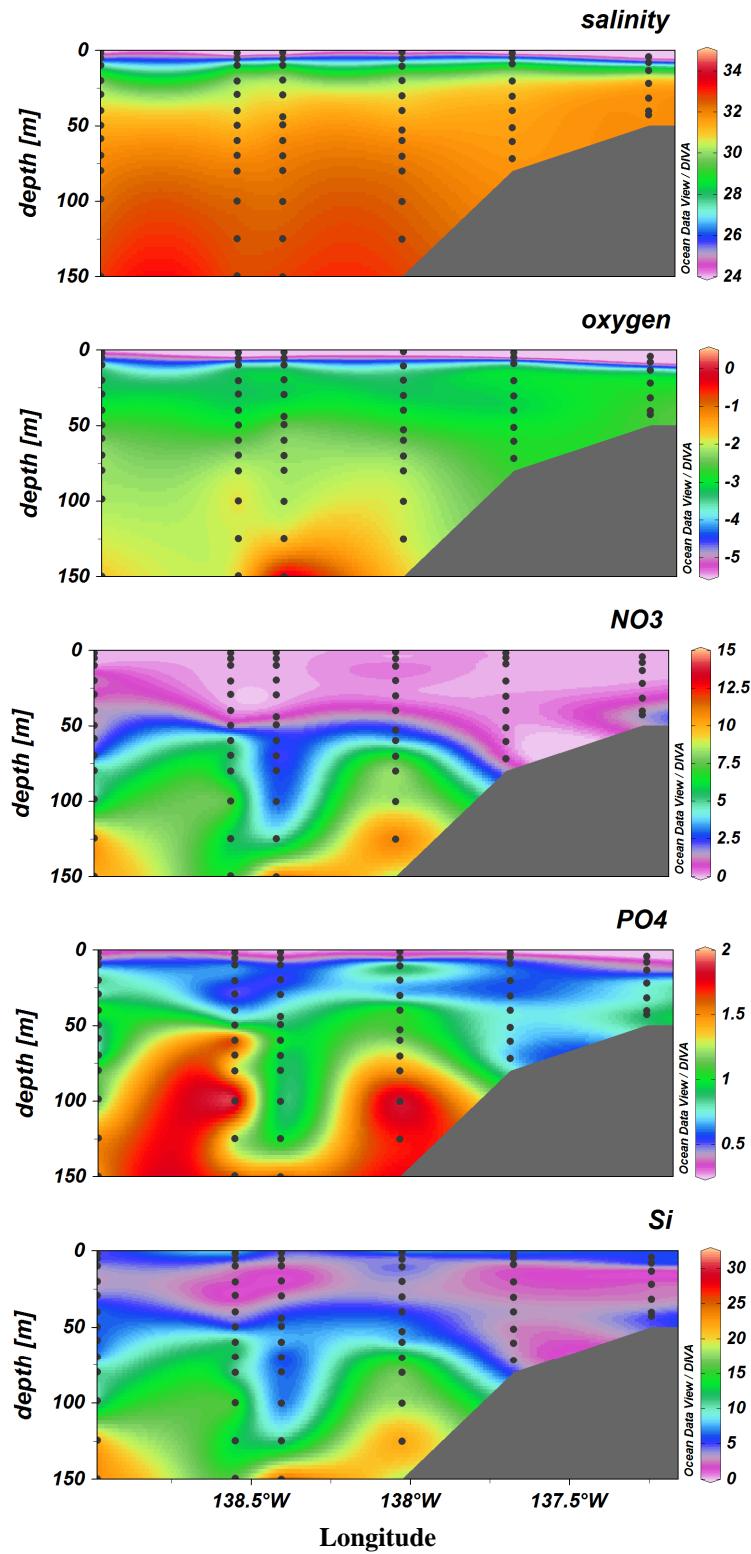 salinity
0
50
100
150
depth [m]
34
32
30
28
26
24
Ocean Data View / DIVA
oxygen
0
50
100
150
depth [m]
0
-1
-2
-3
-4
-5
Ocean Data View / DIVA
NO3
0
50
100
150
depth [m]
15
12.5
10
7.5
5
2.5
0
Ocean Data View / DIVA
PO4
0
50
100
150
depth [m]
2
1.5
1
0.5
Ocean Data View / DIVA
Si
0
50
100
150
depth [m]
30
25
20
15
10
5
0
Ocean Data View / DIVA
138.5°W 138°W 137.5°W
Longitude